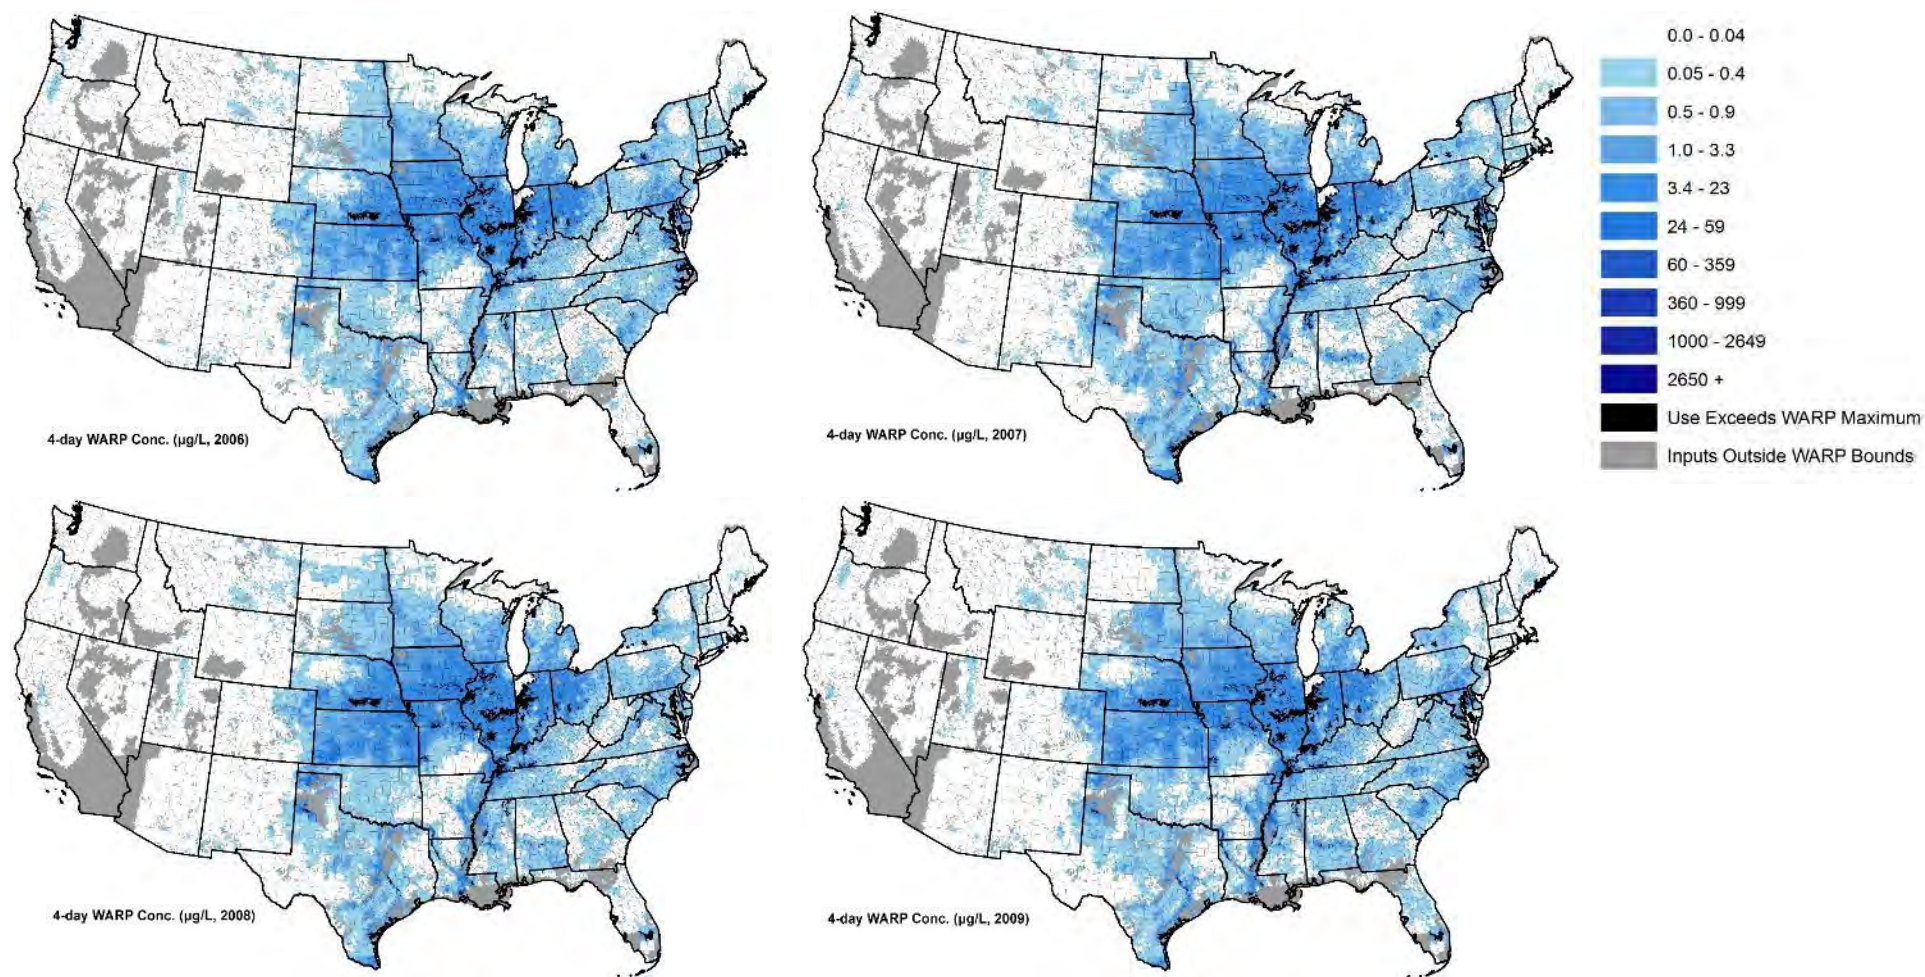 0.0 - 0.04
0.05 - 0.4
0.5 - 0.9
1.0 - 3.3
3.4 - 23
24 - 59
60 - 359
360 - 999
1000 - 2649
2650 +
Use Exceeds WARP Maximum
Inputs Outside WARP Bounds
4-day WARP Conc. (µg/L, 2006)
4-day WARP Conc. (µg/L, 2007)
4-day WARP Conc. (µg/L, 2008)
4-day WARP Conc. (µg/L, 2009)